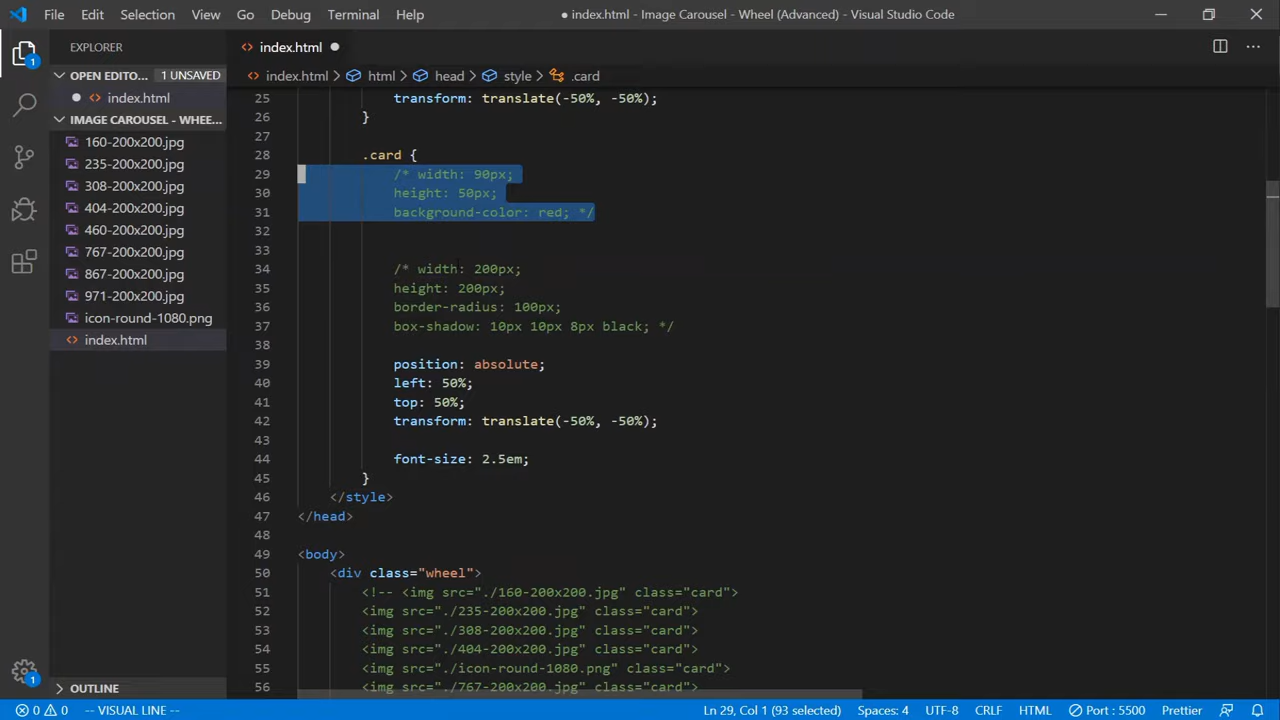 File Edit Selection View Go Debug Terminal Help
● index.html - Image Carousel - Wheel (Advanced) - Visual Studio Code
EXPLORER
index.html
OPEN EDITO... 1 UNSAVED
index.html > html > head > style > .card
index.html
IMAGE CAROUSEL - WHE...
160-200x200.jpg
235-200x200.jpg
308-200x200.jpg
404-200x200.jpg
460-200x200.jpg
767-200x200.jpg
867-200x200.jpg
971-200x200.jpg
icon-round-1080.png
index.html
OUTLINE
1
1
25 transform: translate(-50%, -50%);
26 }
27
28 .card {
29 /* width: 90px;
30 height: 50px;
31 background-color: red; */
32
33
34 /* width: 200px;
35 height: 200px;
36 border-radius: 100px;
37 box-shadow: 10px 10px 8px black; */
38
39 position: absolute;
40 left: 50%;
41 top: 50%;
42 transform: translate(-50%, -50%);
43
44 font-size: 2.5em;
45 }
46 </style>
47 </head>
48
49 <body>
50 <div class="wheel">
51 <!-- <img src="./160-200x200.jpg" class="card">
52 <img src="./235-200x200.jpg" class="card">
53 <img src="./308-200x200.jpg" class="card">
54 <img src="./404-200x200.jpg" class="card">
55 <img src="./icon-round-1080.png" class="card">
56 <img src="./767-200x200.jpg" class="card">
0 0 -- VISUAL LINE -- Ln 29, Col 1 (93 selected) Spaces: 4 UTF-8 CRLF HTML Port : 5500 Prettier